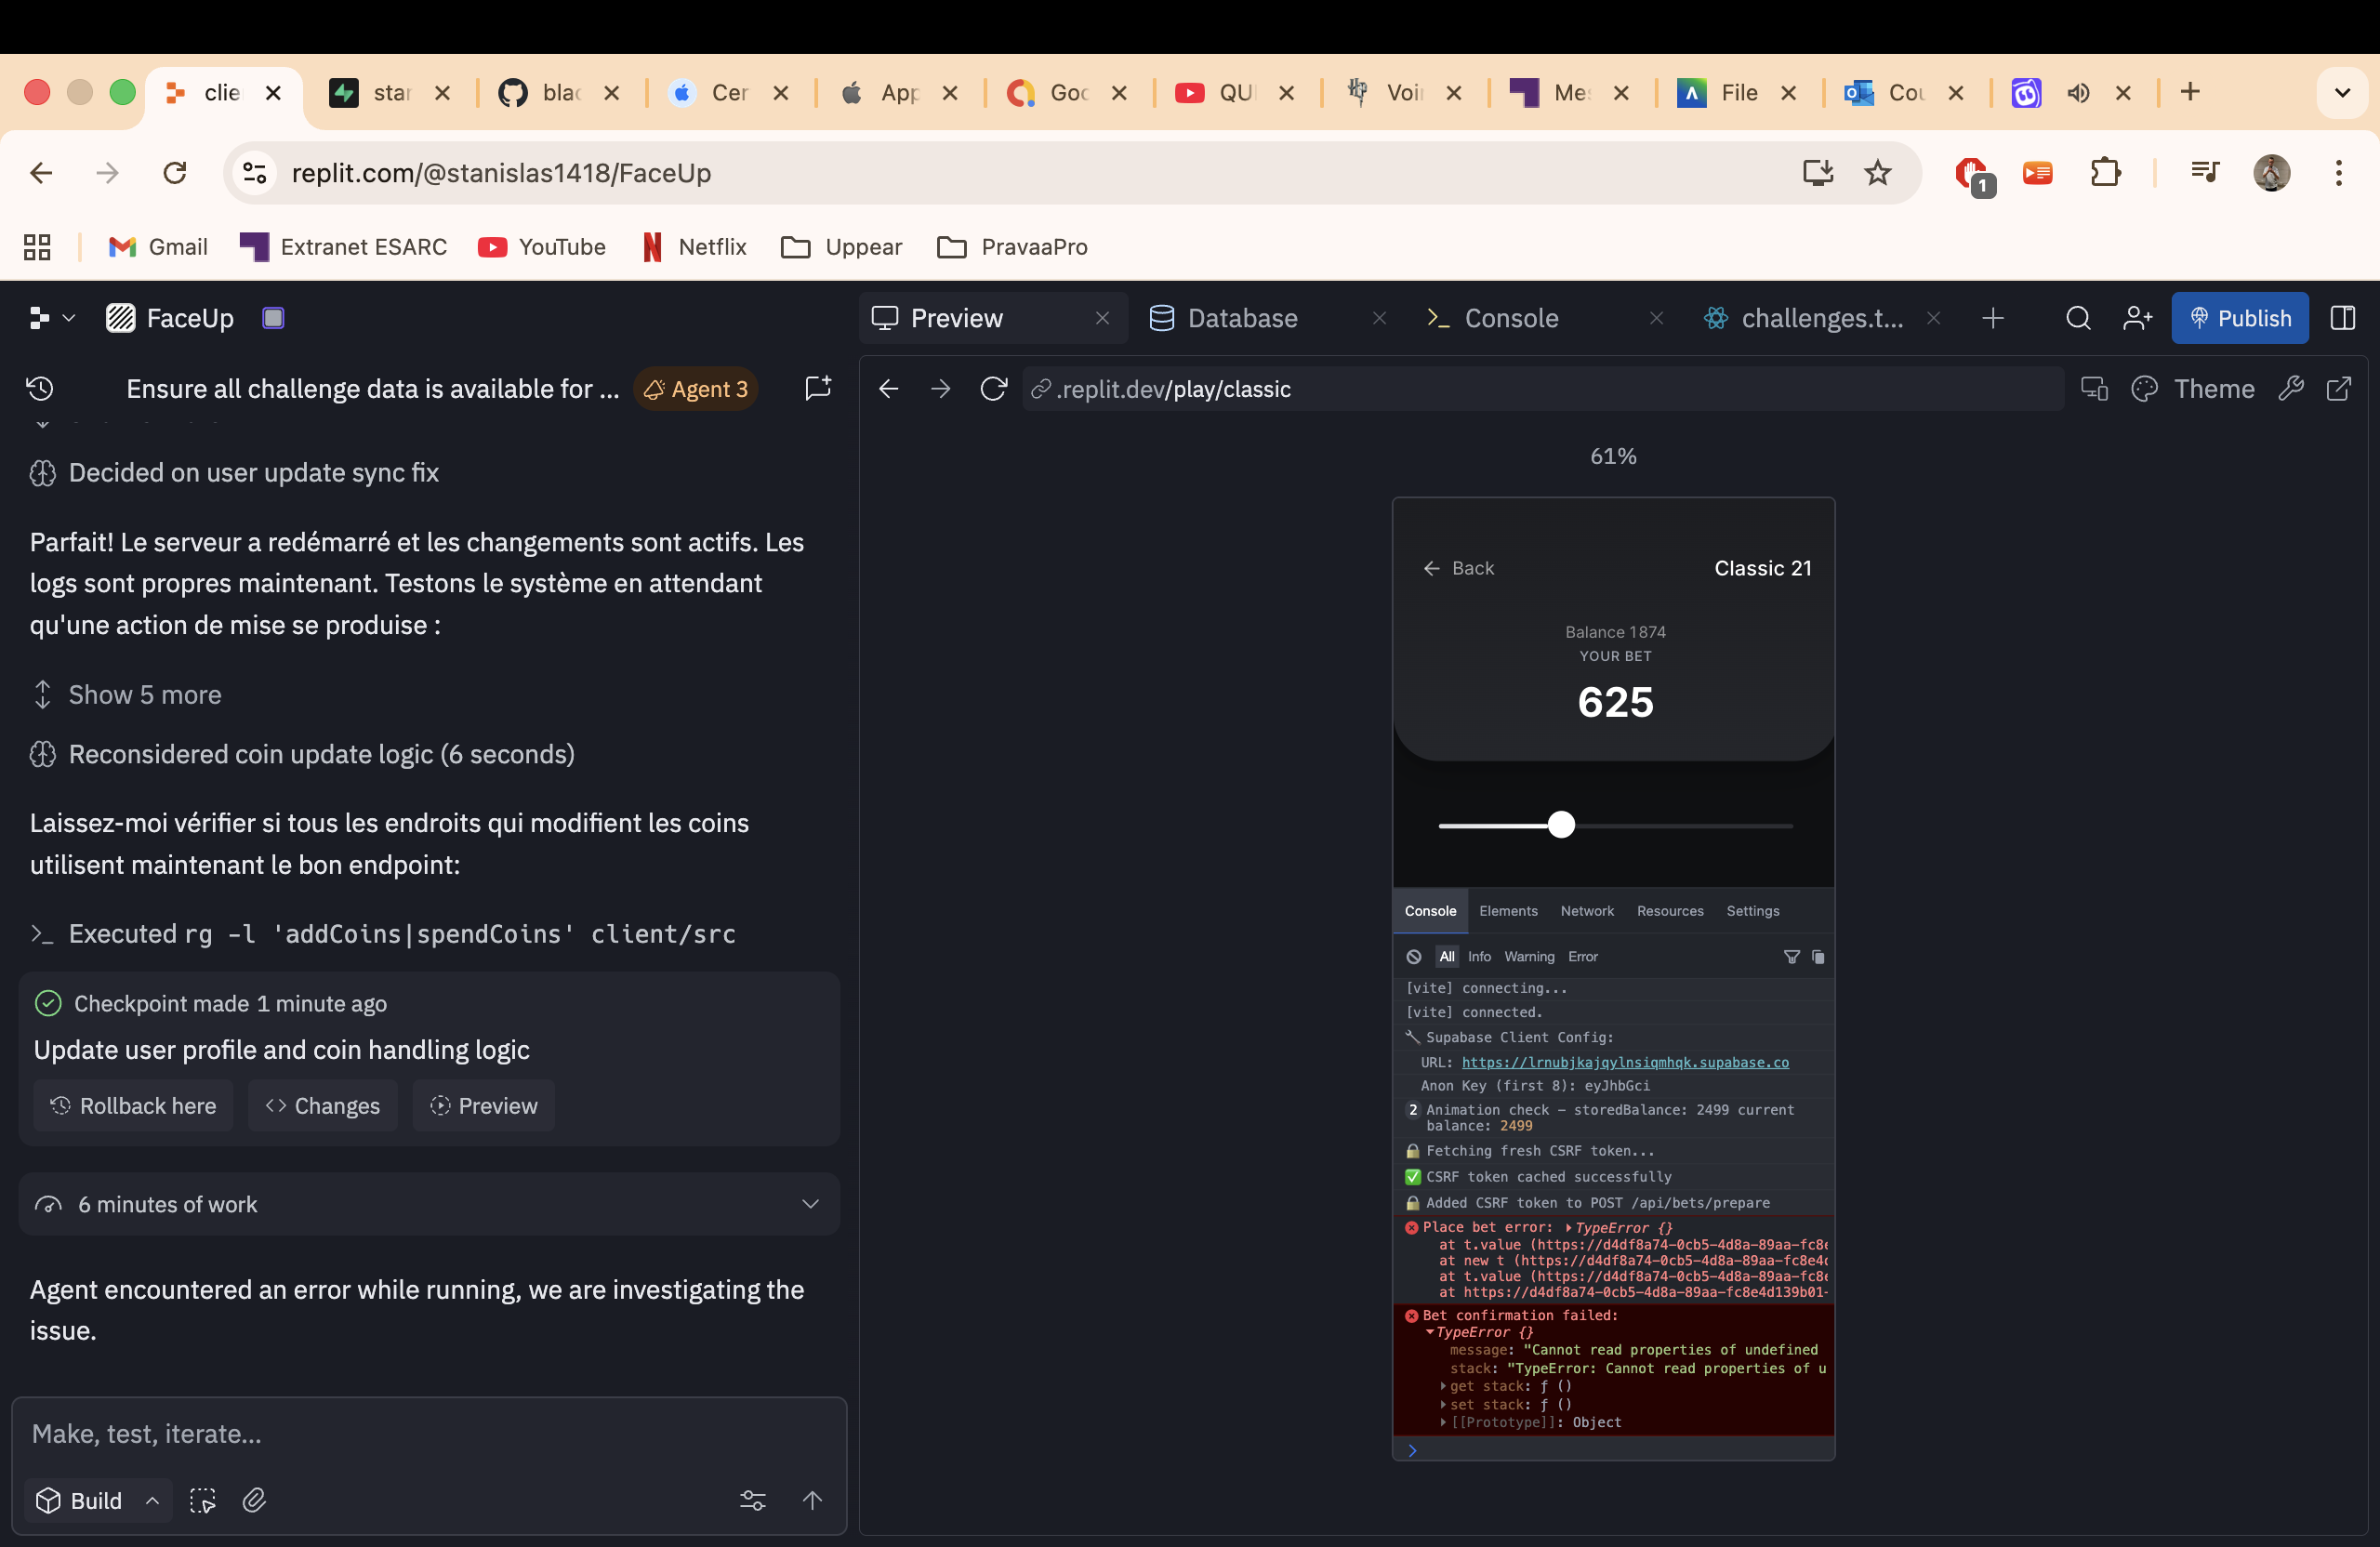 clie
star
blac
Cer
App
Goo
QU
Voir
Mes
File
Cou
replit.com/@stanislas1418/FaceUp
1
Gmail
Extranet ESARC
YouTube
Netflix
Uppear
PravaaPro
FaceUp
Preview
Database
Console
challenges.t...
Publish
Ensure all challenge data is available for ...
Agent 3
.replit.dev/play/classic
Theme
Decided on user update sync fix
Parfait! Le serveur a redémarré et les changements sont actifs. Les
logs sont propres maintenant. Testons le système en attendant
qu'une action de mise se produise :
Show 5 more
Reconsidered coin update logic (6 seconds)
Laissez-moi vérifier si tous les endroits qui modifient les coins
utilisent maintenant le bon endpoint:
Executed rg -l 'addCoins|spendCoins' client/src
Checkpoint made 1 minute ago
Update user profile and coin handling logic
Rollback here
Changes
Preview
6 minutes of work
Agent encountered an error while running, we are investigating the
issue.
Make, test, iterate...
Build
61%
Back
Classic 21
Balance 1874
YOUR BET
625
Console Elements Network Resources Settings
All Info Warning Error
[vite] connecting...
[vite] connected.
Supabase Client Config:
URL: https://lrnubjkajqylnsiqmhqk.supabase.co
Anon Key (first 8): eyJhbGci
2 Animation check – storedBalance: 2499 current
balance: 2499
Fetching fresh CSRF token...
CSRF token cached successfully
Added CSRF token to POST /api/bets/prepare
Place bet error: TypeError {}
at t.value (https://d4df8a74-0cb5-4d8a-89aa-fc8e
at new t (https://d4df8a74-0cb5-4d8a-89aa-fc8e4d
at t.value (https://d4df8a74-0cb5-4d8a-89aa-fc8e
at https://d4df8a74-0cb5-4d8a-89aa-fc8e4d139b01-
Bet confirmation failed:
TypeError {}
message: "Cannot read properties of undefined
stack: "TypeError: Cannot read properties of u
get stack: ƒ ()
set stack: ƒ ()
[[Prototype]]: Object